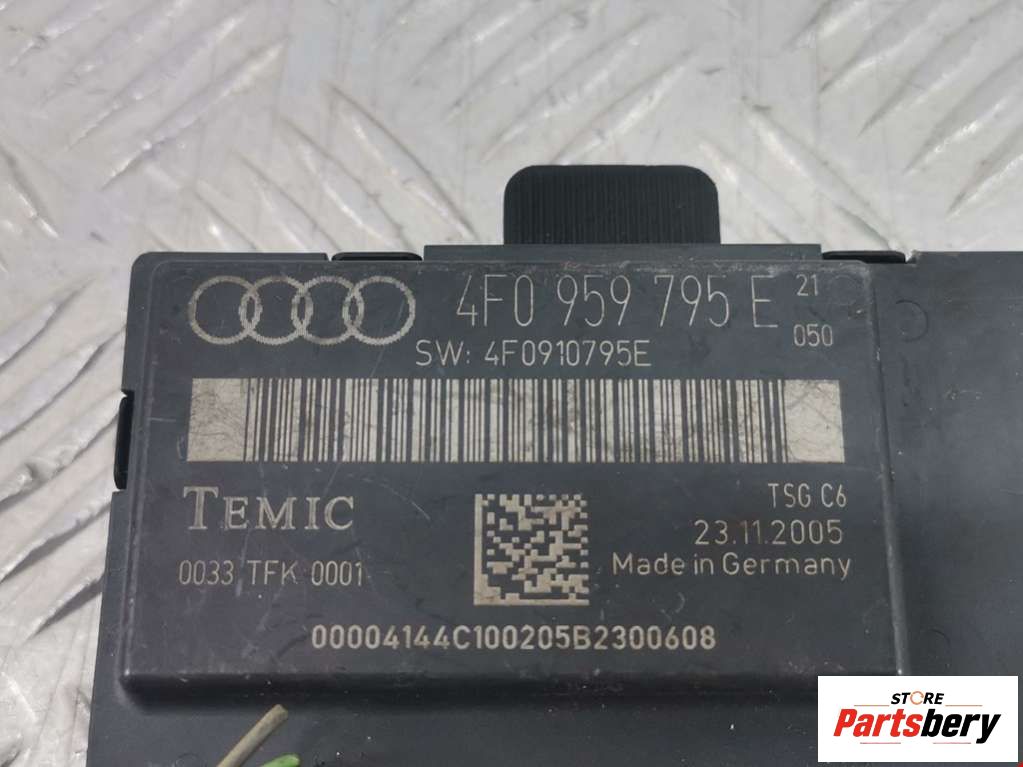 4F0 959 795 E 21
050
SW: 4F0910795E
TEMIC
TSG C6
23.11.2005
0033 TFK 0001
Made in Germany
00004144C100205B2300608
STORE
Partsbery